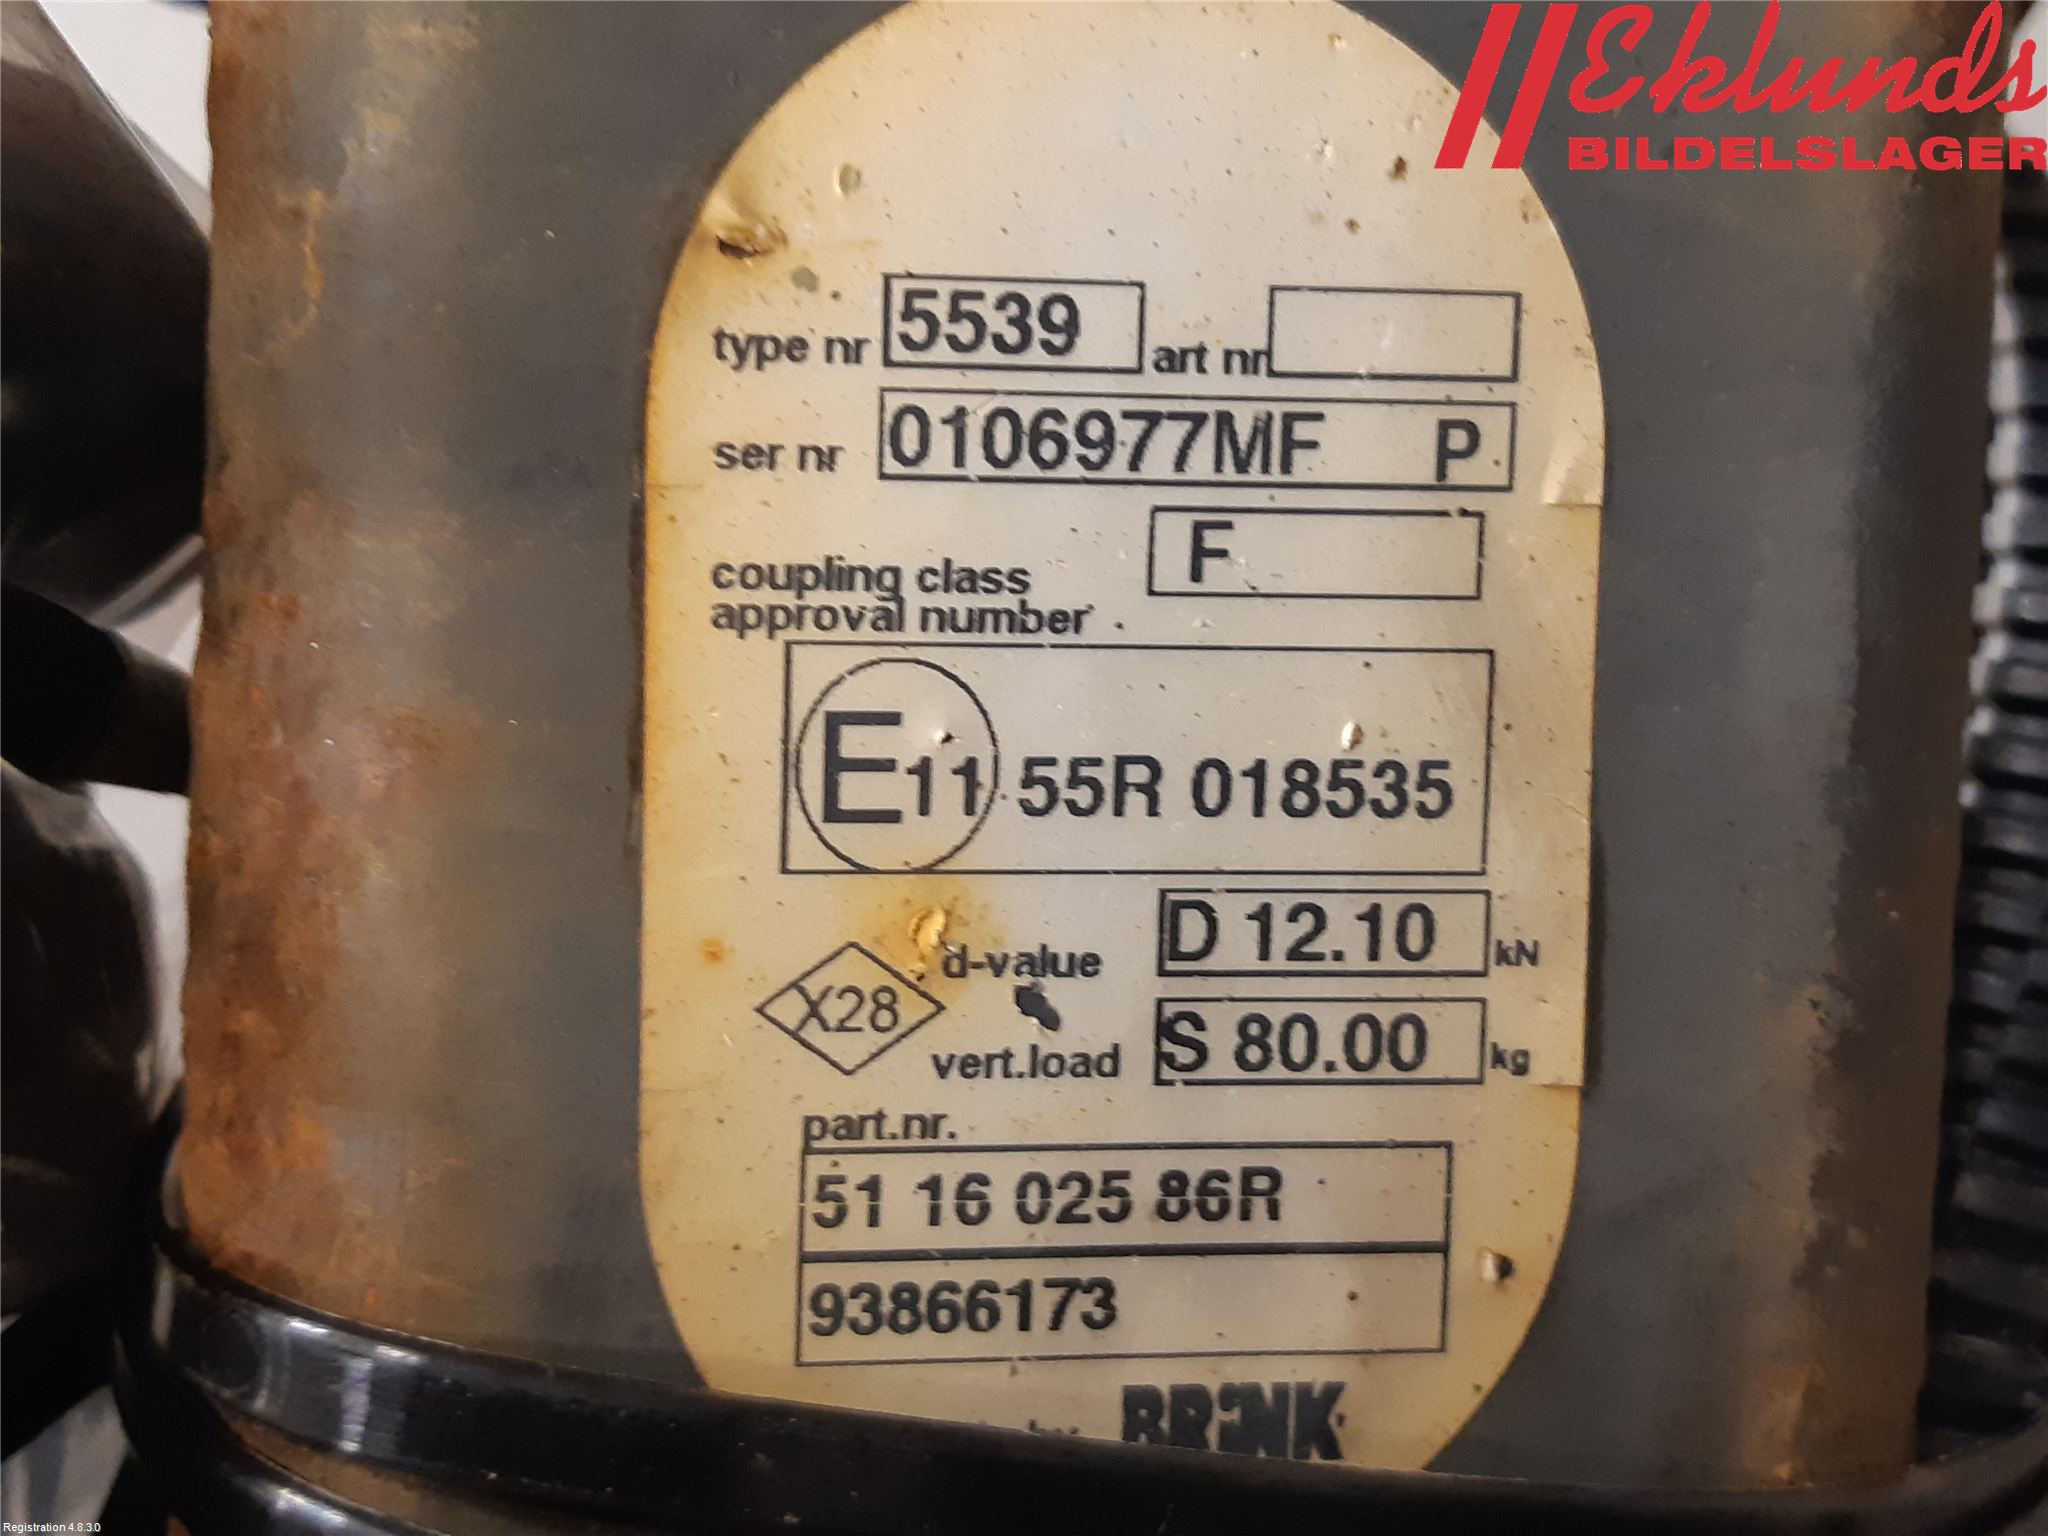 Eklunds
BILDELSLAGER
type nr 5539 art nr
ser nr 0106977MF P
coupling class F
approval number
E11 55R 018535
d-value D 12.10 kN
X28
vert.load S 80.00 kg
part.nr.
51 16 025 86R
93866173
by BRINK
Registration 4.8.3.0